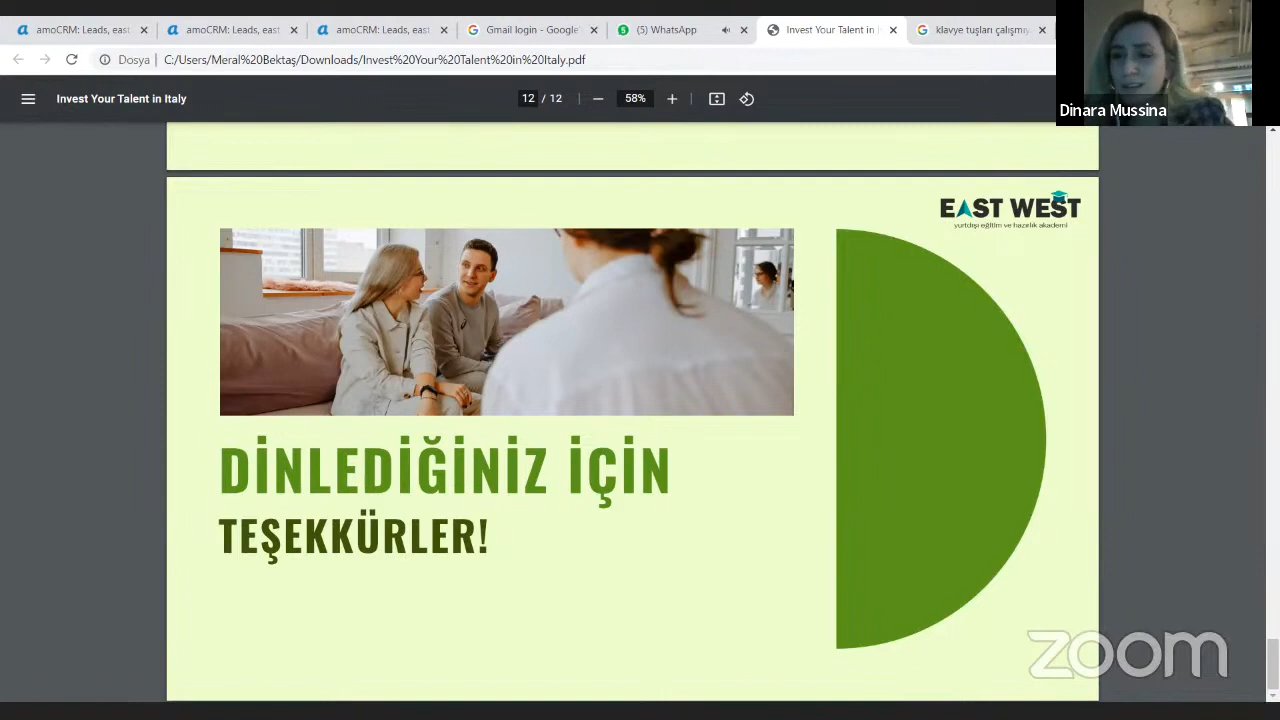 amoCRM: Leads, east
amoCRM: Leads, east
amoCRM: Leads, east
Gmail login - Google
(5) WhatsApp
Invest Your Talent in I
klavye tuşları çalışmıy
Dosya | C:/Users/Meral%20Bektaş/Downloads/Invest%20Your%20Talent%20in%20Italy.pdf
Dinara Mussina
Invest Your Talent in Italy
12 / 12
58%
EAST WEST
yurtdışı eğitim ve hazırlık akademi
DİNLEDİĞİNİZ İÇİN
TEŞEKKÜRLER!
zoom